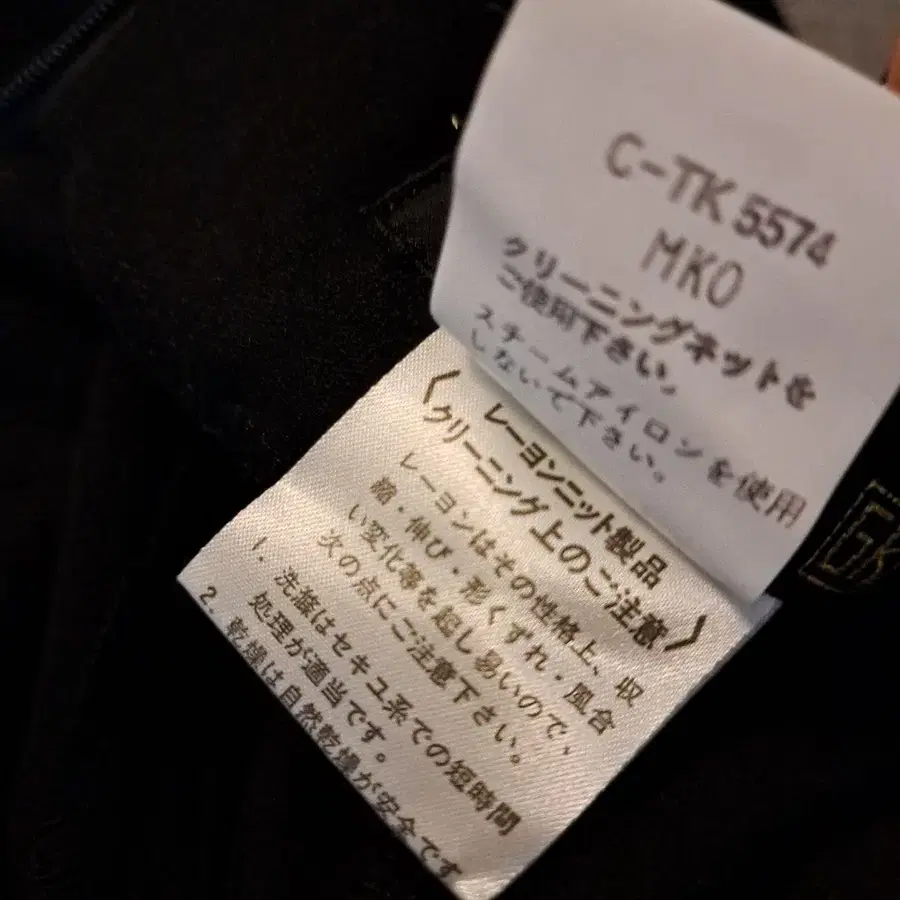 C-TK 5574
MKO
クリーニングネットを
ご使用下さい。
スチームアイロンを使用
しないで下さい。
〈レーヨンニット製品
クリーニング上のご注意〉
レーヨンはその性格上、収
縮・伸び・形くずれ・風合
い変化等を起し易いので、
次の点にご注意下さい。
1. 洗濯はセキユ系での短時間
処理が適当です。
2. 乾燥は自然乾燥が安全です